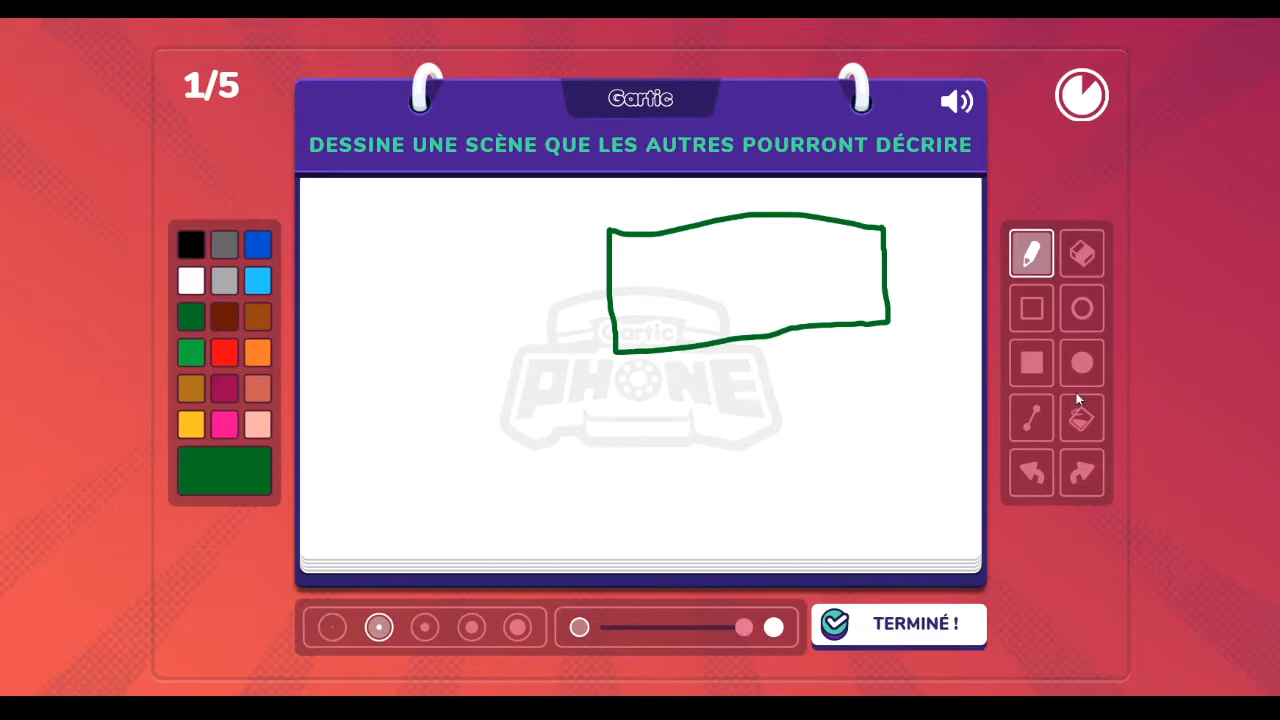 1/5
Gartic
DESSINE UNE SCÈNE QUE LES AUTRES POURRONT DÉCRIRE
Gartic
PHONE
TERMINÉ !